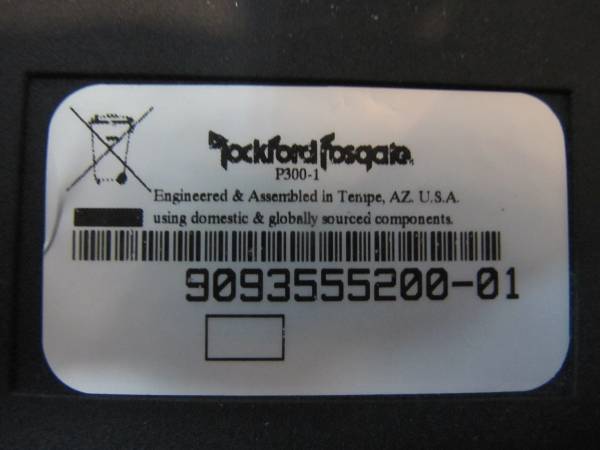 Rockford Fosgate
P300-1
Engineered & Assembled in Tempe, AZ. U.S.A.
using domestic & globally sourced components.
9093555200-01